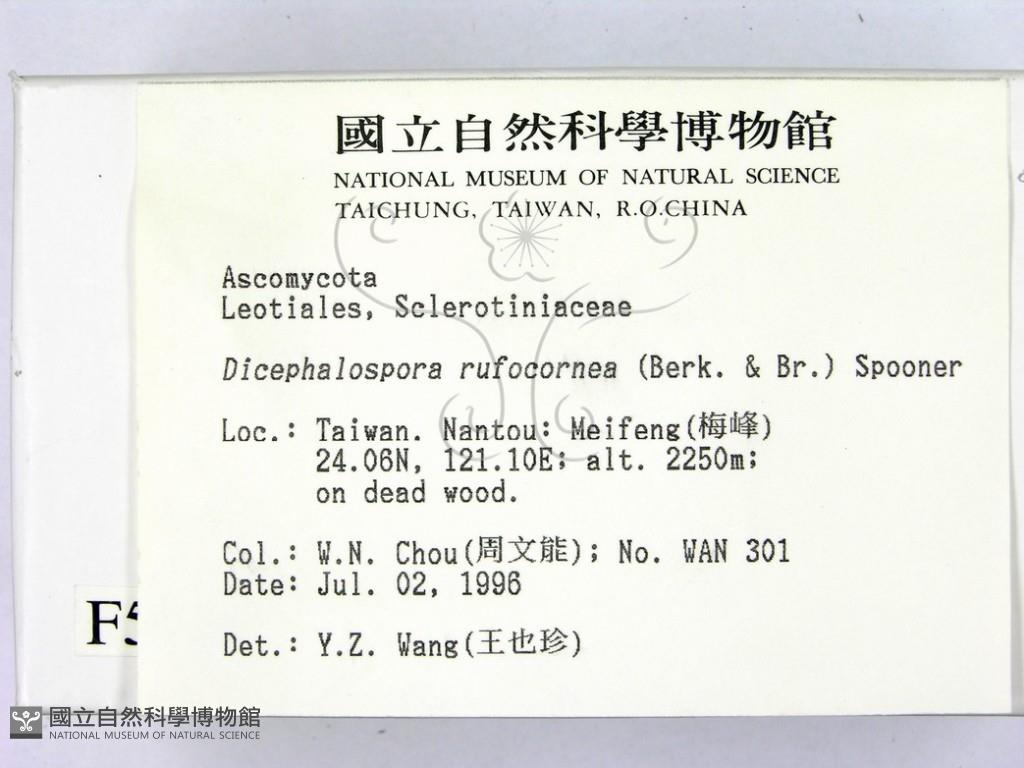 國立自然科學博物館
NATIONAL MUSEUM OF NATURAL SCIENCE
TAICHUNG, TAIWAN, R.O.CHINA
Ascomycota
Leotiales, Sclerotiniaceae
Dicephalospora rufocornea (Berk. & Br.) Spooner
Loc.: Taiwan. Nantou: Meifeng(梅峰)
24.06N, 121.10E; alt. 2250m;
on dead wood.
Col.: W.N. Chou(周文能); No. WAN 301
Date: Jul. 02, 1996
F5
Det.: Y.Z. Wang(王也珍)
國立自然科學博物館
NATIONAL MUSEUM OF NATURAL SCIENCE